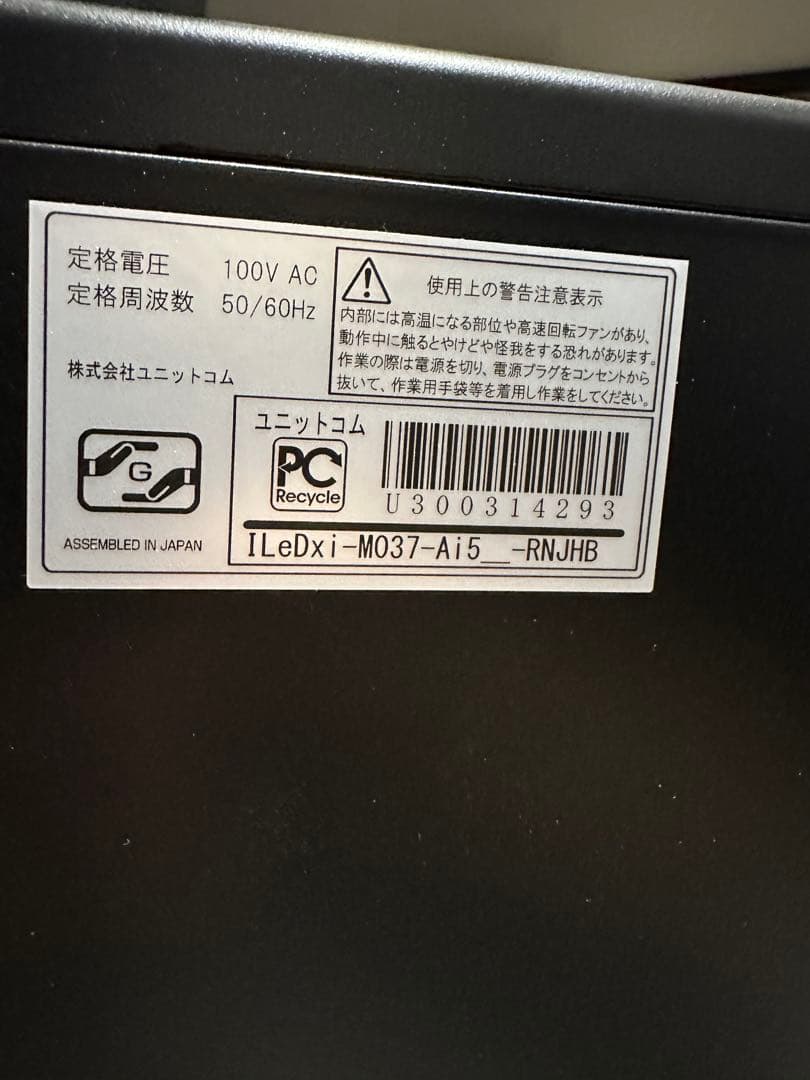 定格電圧 100V AC
定格周波数 50/60Hz
株式会社ユニットコム
G
ASSEMBLED IN JAPAN
使用上の警告注意表示
内部には高温になる部位や高速回転ファンがあり、
動作中に触るとやけどや怪我をする恐れがあります。
作業の際は電源を切り、電源プラグをコンセントから
抜いて、作業用手袋等を着用し作業をしてください。
ユニットコム
PC
Recycle
U300314293
ILeDxi-M037-Ai5__-RNJHB